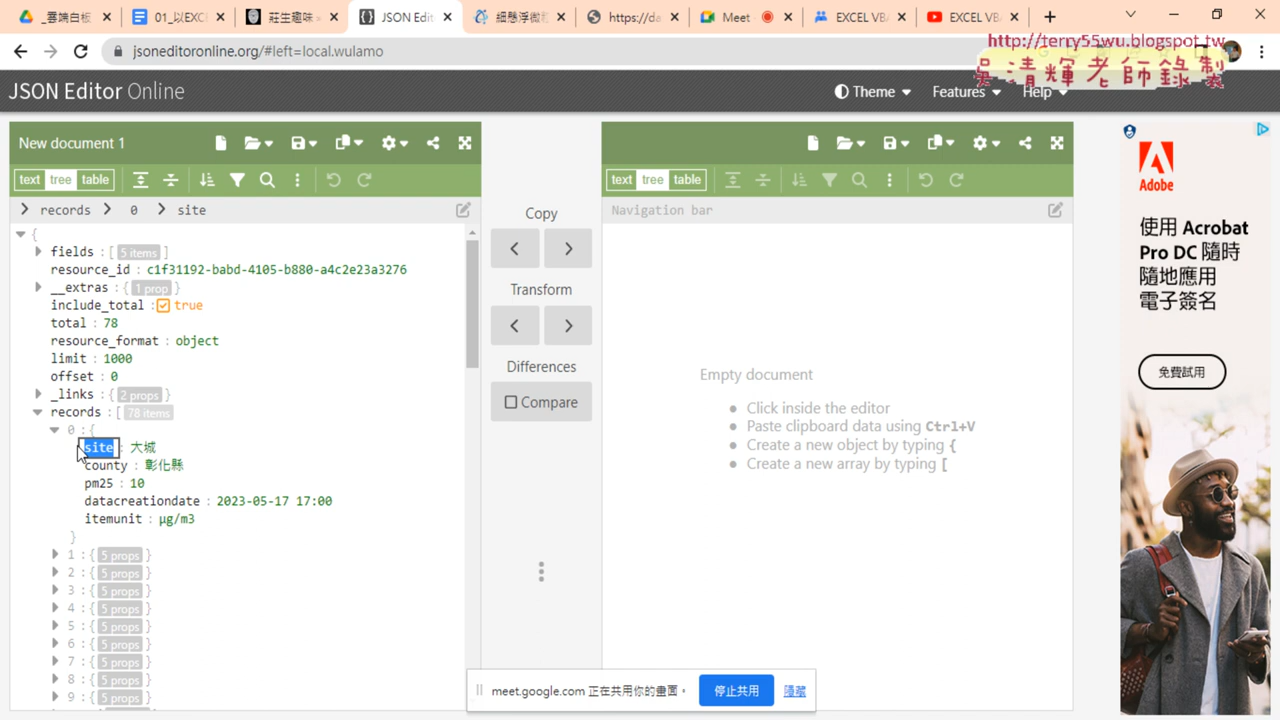 _雲端白板
01_以EXC
莊生趣味
JSON Edit
細懸浮微粒
https://da
Meet
EXCEL VBA
EXCEL VBA
jsoneditoronline.org/#left=local.wulamo
http://terry55wu.blogspot.tw
吳清輝老師錄製
JSON Editor Online
Theme
Features
Help
New document 1
text tree table
records 0 site
{
fields : [ 5 items ]
resource_id : c1f31192-babd-4105-b880-a4c2e23a3276
__extras : { 1 prop }
include_total : true
total : 78
resource_format : object
limit : 1000
offset : 0
_links : { 2 props }
records : [ 78 items
0 : {
site : 大城
county : 彰化縣
pm25 : 10
datacreationdate : 2023-05-17 17:00
itemunit : μg/m3
}
1 : { 5 props }
2 : { 5 props }
3 : { 5 props }
4 : { 5 props }
5 : { 5 props }
6 : { 5 props }
7 : { 5 props }
8 : { 5 props }
9 : { 5 props }
Copy
Transform
Differences
Compare
text tree table
Navigation bar
Empty document
Click inside the editor
Paste clipboard data using Ctrl+V
Create a new object by typing {
Create a new array by typing [
meet.google.com 正在共用你的畫面。
停止共用
隱藏
Adobe
使用 Acrobat
Pro DC 隨時
隨地應用
電子簽名
免費試用